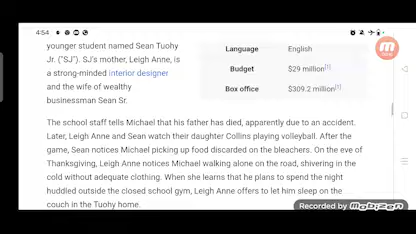 4:54
younger student named Sean Tuohy
Jr. ("SJ"). SJ's mother, Leigh Anne, is
a strong-minded interior designer
and the wife of wealthy
businessman Sean Sr.
Language English
Budget $29 million[1]
Box office $309.2 million[1]
The school staff tells Michael that his father has died, apparently due to an accident.
Later, Leigh Anne and Sean watch their daughter Collins playing volleyball. After the
game, Sean notices Michael picking up food discarded on the bleachers. On the eve of
Thanksgiving, Leigh Anne notices Michael walking alone on the road, shivering in the
cold without adequate clothing. When she learns that he plans to spend the night
huddled outside the closed school gym, Leigh Anne offers to let him sleep on the
couch in the Tuohy home.
Recorded by Mobizen